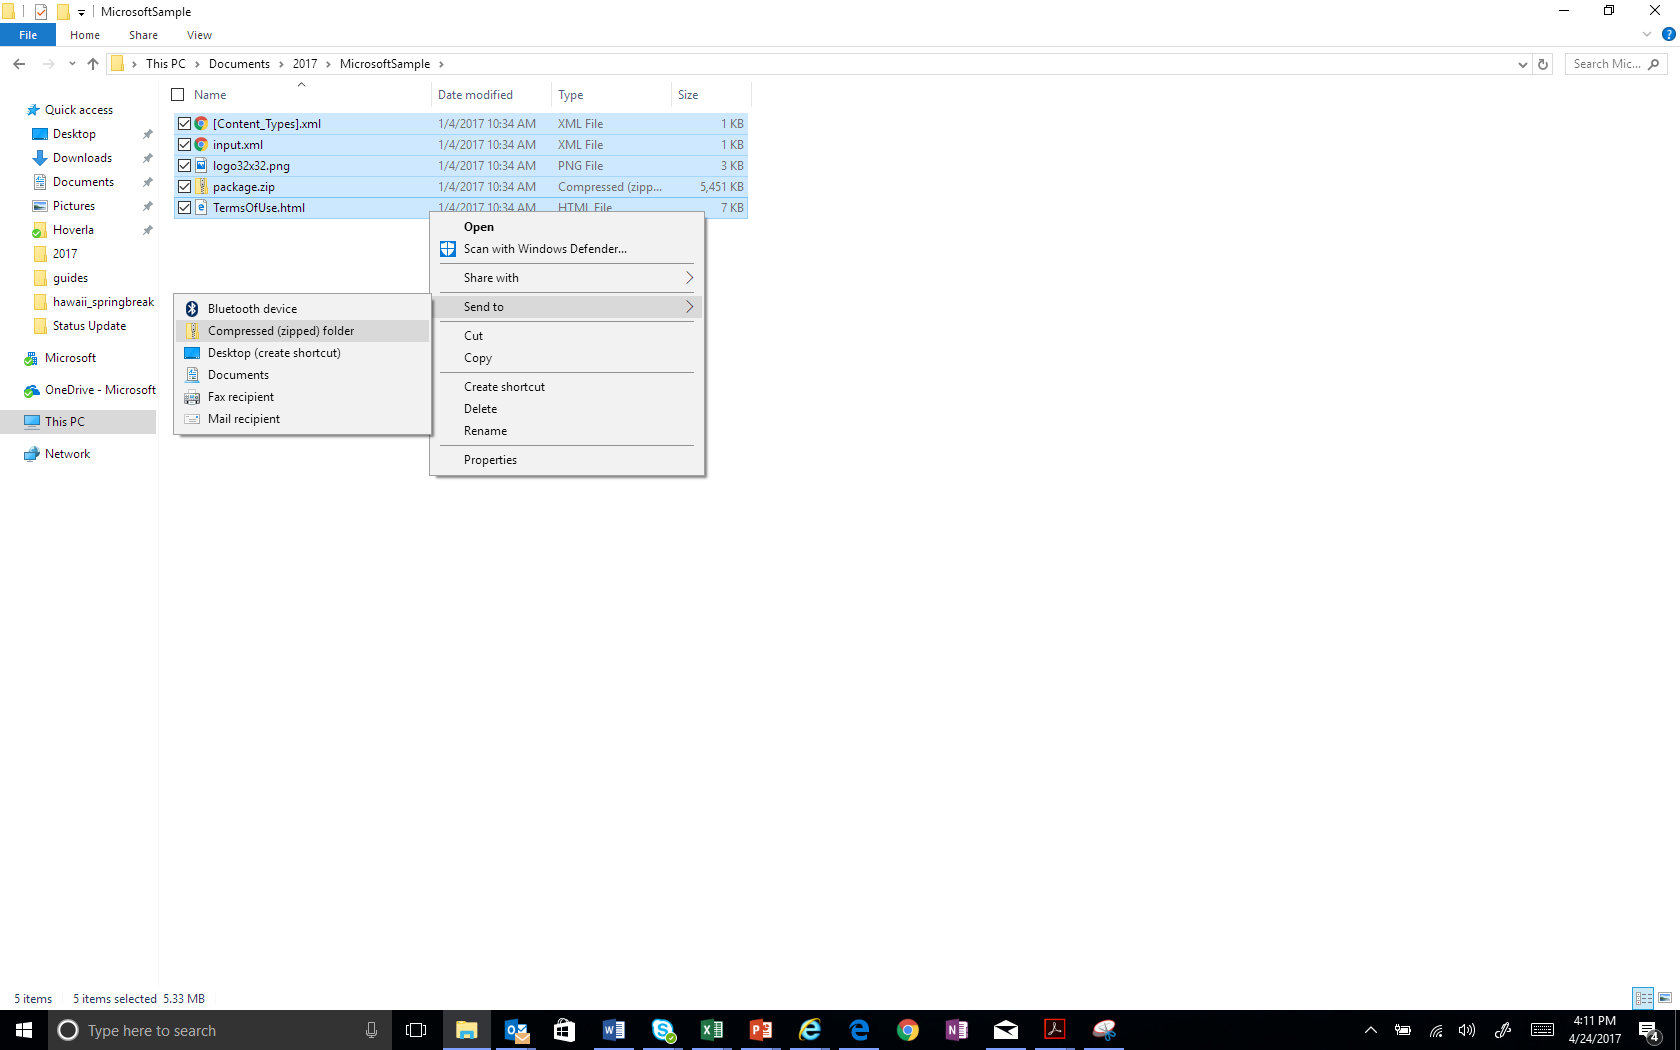 MicrosoftSample
File Home Share View
This PC Documents 2017 MicrosoftSample
Search Mic...
Name Date modified Type Size
[Content_Types].xml 1/4/2017 10:34 AM XML File 1 KB
input.xml 1/4/2017 10:34 AM XML File 1 KB
logo32x32.png 1/4/2017 10:34 AM PNG File 3 KB
package.zip 1/4/2017 10:34 AM Compressed (zipp... 5,451 KB
TermsOfUse.html 1/4/2017 10:34 AM HTML File 7 KB
Quick access
Desktop
Downloads
Documents
Pictures
Hoverla
2017
guides
hawaii_springbreak
Status Update
Microsoft
OneDrive - Microsoft
This PC
Network
Open
Scan with Windows Defender...
Share with
Send to
Cut
Copy
Create shortcut
Delete
Rename
Properties
Bluetooth device
Compressed (zipped) folder
Desktop (create shortcut)
Documents
Fax recipient
Mail recipient
5 items 5 items selected 5.33 MB
Type here to search
4:11 PM
4/24/2017
4